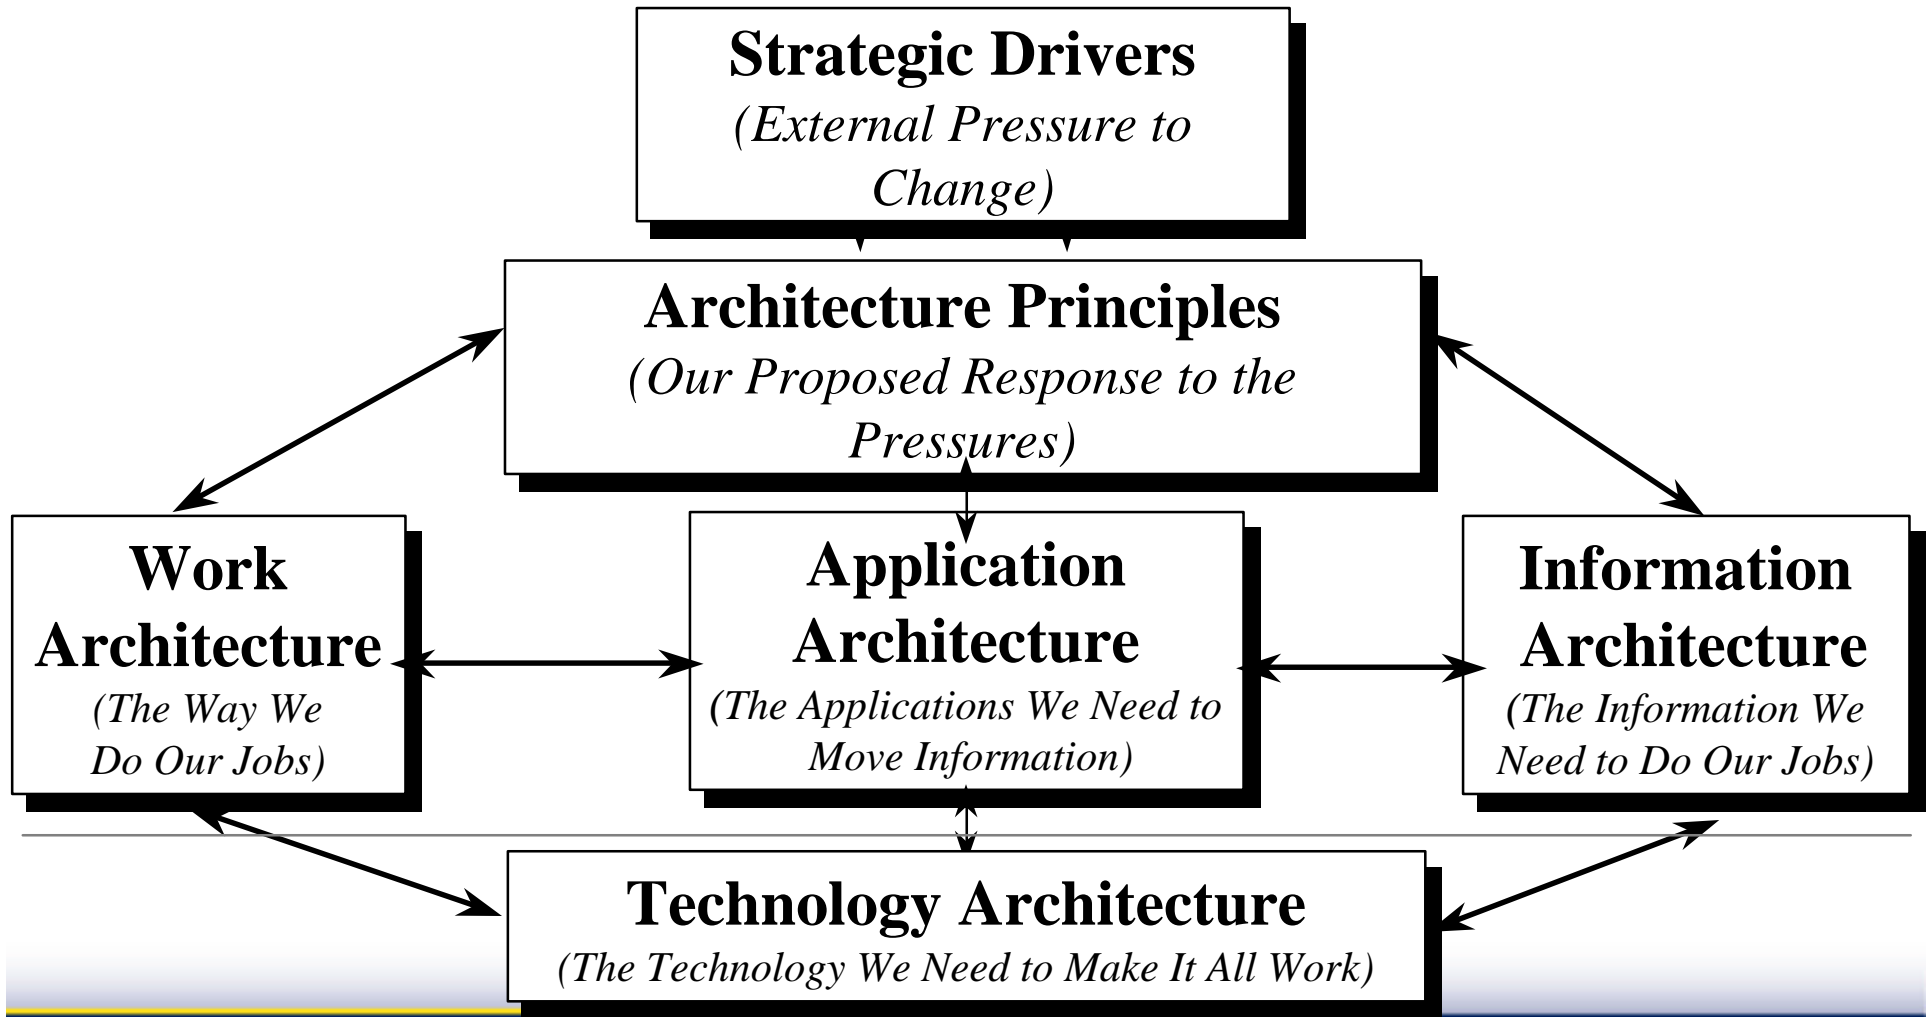 Strategic Drivers
(External Pressure to
Change)
Architecture Principles
(Our Proposed Response to the
Pressures)
Work
Architecture
(The Way We
Do Our Jobs)
Application
Architecture
(The Applications We Need to
Move Information)
Information
Architecture
(The Information We
Need to Do Our Jobs)
Technology Architecture
(The Technology We Need to Make It All Work)